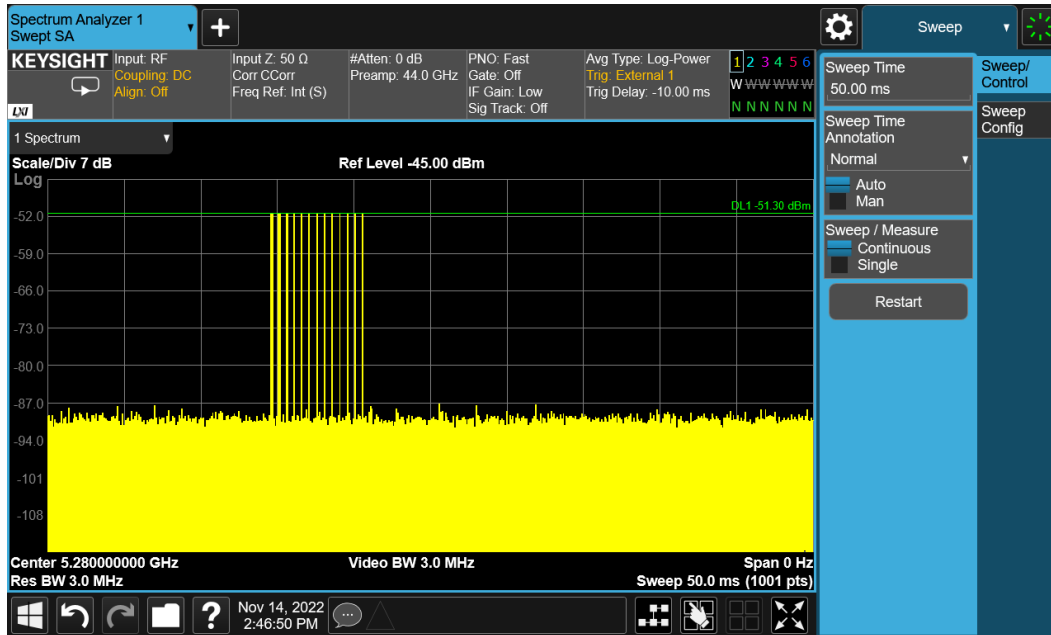 Spectrum Analyzer 1
Swept SA
+
Sweep
KEYSIGHT
Input: RF
Coupling: DC
Align: Off
Input Z: 50 Ω
Corr CCorr
Freq Ref: Int (S)
#Atten: 0 dB
Preamp: 44.0 GHz
PNO: Fast
Gate: Off
IF Gain: Low
Sig Track: Off
Avg Type: Log-Power
Trig: External 1
Trig Delay: -10.00 ms
1 2 3 4 5 6
W W W W W W
N N N N N N
LXI
1 Spectrum
Scale/Div 7 dB
Ref Level -45.00 dBm
Log
DL1 -51.30 dBm
-52.0
-59.0
-66.0
-73.0
-80.0
-87.0
-94.0
-101
-108
Center 5.280000000 GHz
Video BW 3.0 MHz
Span 0 Hz
Res BW 3.0 MHz
Sweep 50.0 ms (1001 pts)
Sweep Time
50.00 ms
Sweep Time
Annotation
Normal
Auto
Man
Sweep / Measure
Continuous
Single
Restart
Sweep/
Control
Sweep
Config
?
Nov 14, 2022
2:46:50 PM